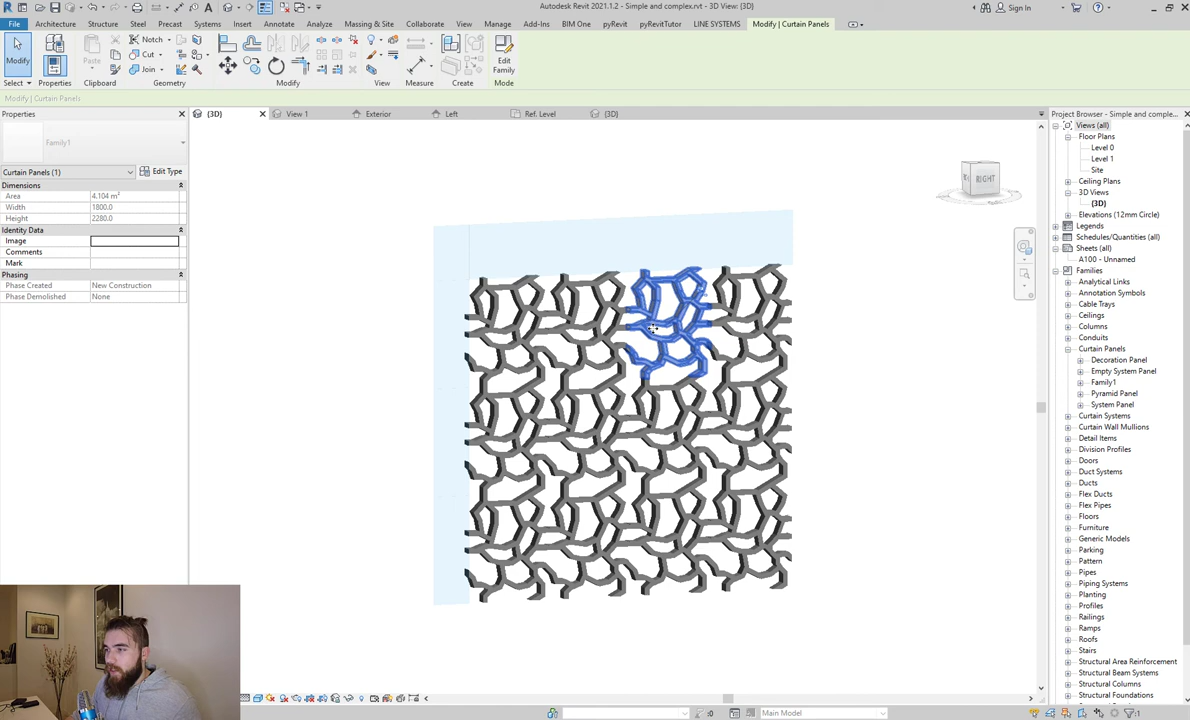 Autodesk Revit 2021.1.2 - Simple and complex.rvt - 3D View: {3D}
Sign In
File Architecture Structure Steel Precast Systems Insert Annotate Analyze Massing & Site Collaborate View Manage Add-Ins BIM One pyRevit pyRevitTutor LINE SYSTEMS Modify | Curtain Panels
Modify
Select
Properties
Paste
Clipboard
Notch
Cut
Join
Geometry
Modify
View
Measure
Create
Edit
Family
Mode
Modify | Curtain Panels
Properties
Family1
Curtain Panels (1)
Edit Type
Dimensions
Area 4.104 m²
Width 1800.0
Height 2280.0
Identity Data
Image
Comments
Mark
Phasing
Phase Created New Construction
Phase Demolished None
{3D} View 1 Exterior Left Ref. Level {3D}
RIGHT
Project Browser - Simple and comple...
Views (all)
Floor Plans
Level 0
Level 1
Site
Ceiling Plans
3D Views
{3D}
Elevations (12mm Circle)
Legends
Schedules/Quantities (all)
Sheets (all)
A100 - Unnamed
Families
Analytical Links
Annotation Symbols
Cable Trays
Ceilings
Columns
Conduits
Curtain Panels
Decoration Panel
Empty System Panel
Family1
Pyramid Panel
System Panel
Curtain Systems
Curtain Wall Mullions
Detail Items
Division Profiles
Doors
Duct Systems
Ducts
Flex Ducts
Flex Pipes
Floors
Furniture
Generic Models
Parking
Pattern
Pipes
Piping Systems
Planting
Profiles
Railings
Ramps
Roofs
Stairs
Structural Area Reinforcement
Structural Columns
Structural Foundations
:0
Main Model
:1